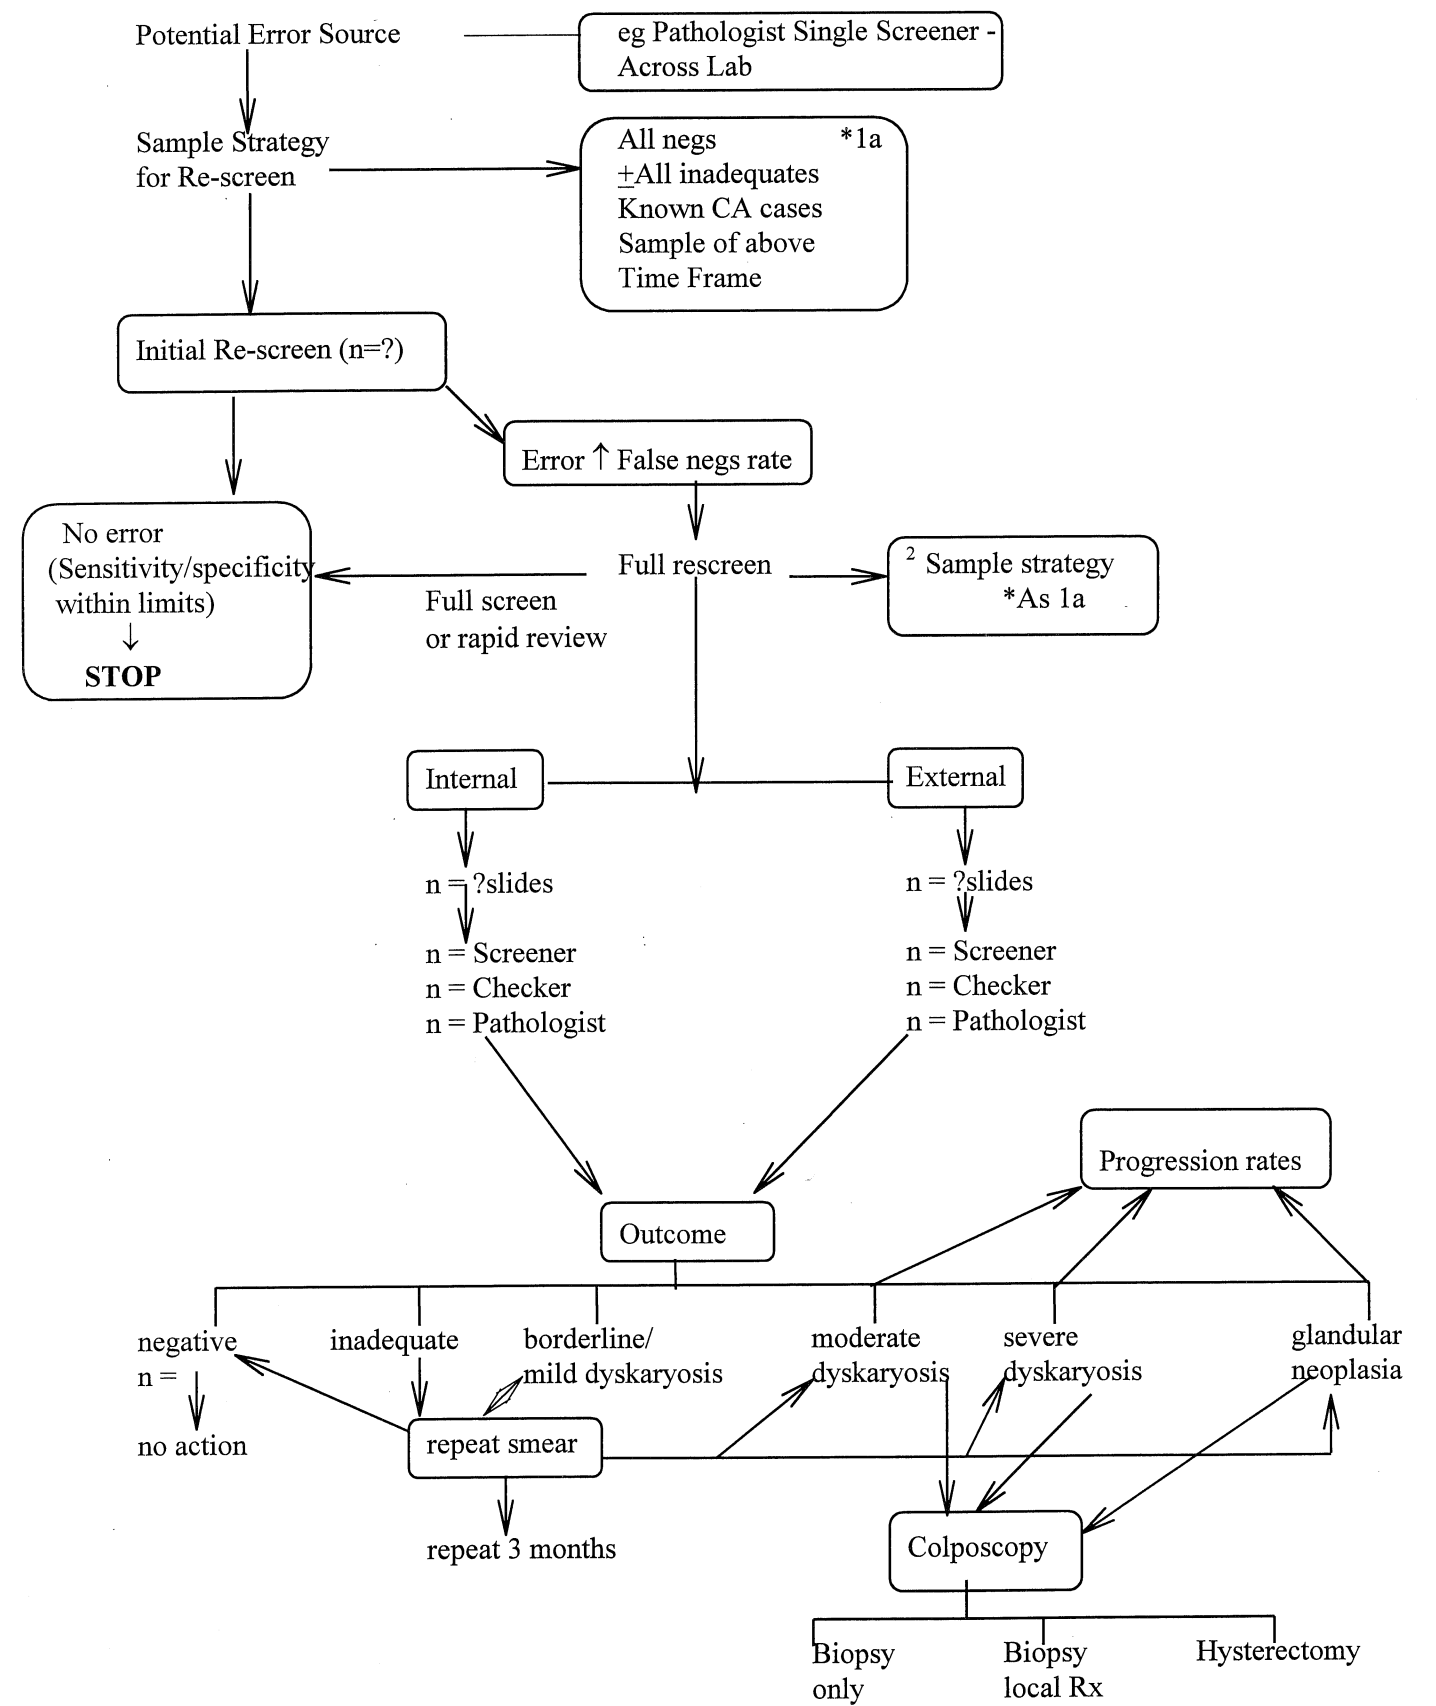 Potential Error Source
eg Pathologist Single Screener -
Across Lab
Sample Strategy
for Re-screen
All negs *1a
±All inadequates
Known CA cases
Sample of above
Time Frame
Initial Re-screen (n=?)
Error ↑ False negs rate
No error
(Sensitivity/specificity
within limits)
↓
STOP
Full rescreen
Full screen
or rapid review
² Sample strategy
*As 1a
Internal
External
n = ?slides
n = Screener
n = Checker
n = Pathologist
n = ?slides
n = Screener
n = Checker
n = Pathologist
Progression rates
Outcome
negative
n =
no action
inadequate
borderline/
mild dyskaryosis
moderate
dyskaryosis
severe
dyskaryosis
glandular
neoplasia
repeat smear
repeat 3 months
Colposcopy
Biopsy
only
Biopsy
local Rx
Hysterectomy